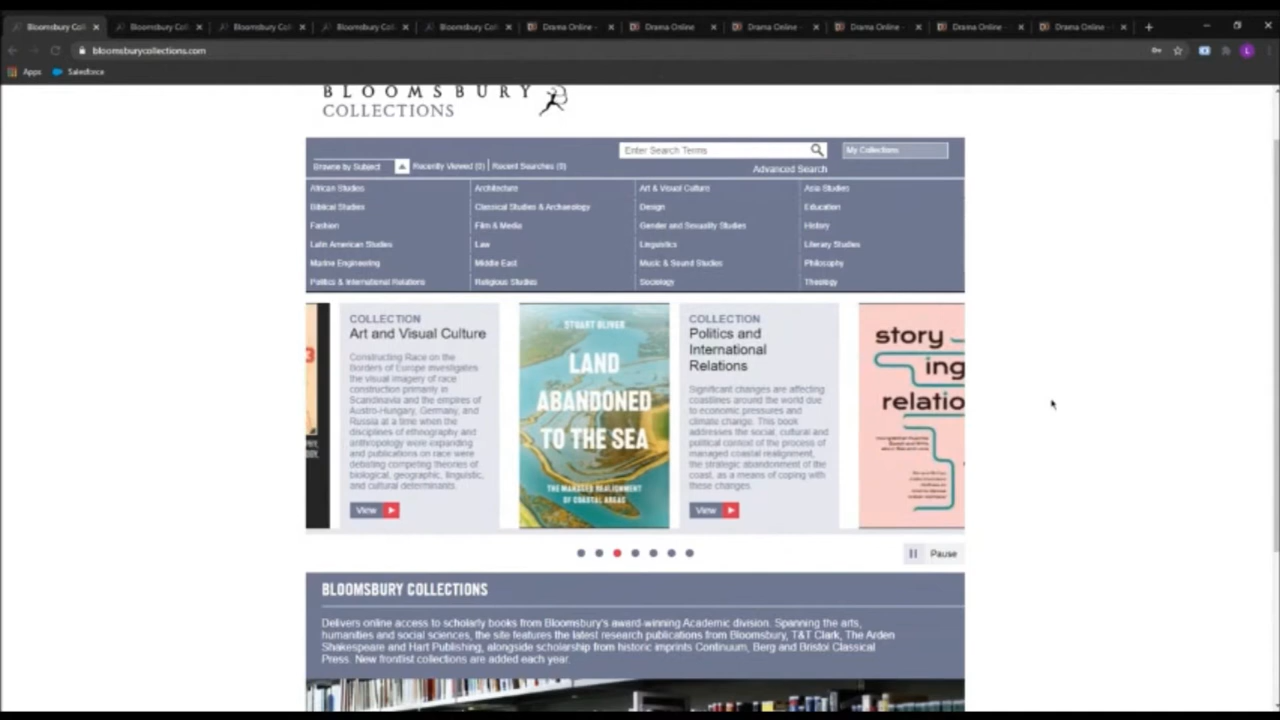 Bloomsbury Coll
Bloomsbury Coll
Bloomsbury Coll
Bloomsbury Coll
Bloomsbury Coll
Drama Online -
Drama Online
Drama Online -
Drama Online -
Drama Online -
Drama Online -
bloomsburycollections.com
L
Apps
Salesforce
BLOOMSBURY
COLLECTIONS
Enter Search Terms
My Collections
Browse by Subject
Recently Viewed (0)
Recent Searches (0)
Advanced Search
African Studies
Architecture
Art & Visual Culture
Asia Studies
Biblical Studies
Classical Studies & Archaeology
Design
Education
Fashion
Film & Media
Gender and Sexuality Studies
History
Latin American Studies
Law
Linguistics
Literary Studies
Marine Engineering
Middle East
Music & Sound Studies
Philosophy
Politics & International Relations
Religious Studies
Sociology
Theology
COLLECTION
Art and Visual Culture
Constructing Race on the
Borders of Europe investigates
the visual imagery of race
construction primarily in
Scandinavia and the empires of
Austro-Hungary, Germany, and
Russia at a time when the
disciplines of ethnography and
anthropology were expanding
and publications on race were
debating competing theories of
biological, geographic, linguistic,
and cultural determinants.
View
STUART OLIVER
LAND
ABANDONED
TO THE SEA
THE MANAGED REALIGNMENT
OF COASTAL AREAS
COLLECTION
Politics and
International
Relations
Significant changes are affecting
coastlines around the world due
to economic pressures and
climate change. This book
addresses the social, cultural and
political context of the process of
managed coastal realignment,
the strategic abandonment of the
coast, as a means of coping with
these changes.
View
story
ing
relatio
Pause
BLOOMSBURY COLLECTIONS
Delivers online access to scholarly books from Bloomsbury's award-winning Academic division. Spanning the arts,
humanities and social sciences, the site features the latest research publications from Bloomsbury, T&T Clark, The Arden
Shakespeare and Hart Publishing, alongside scholarship from historic imprints Continuum, Berg and Bristol Classical
Press. New frontlist collections are added each year.